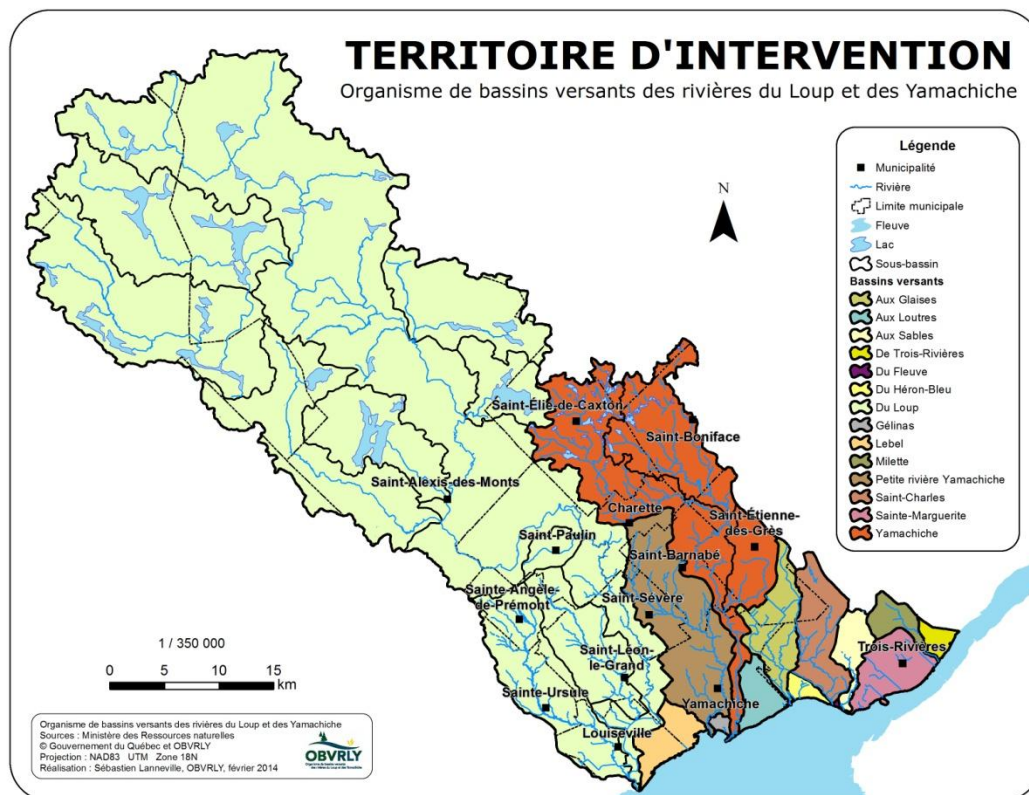 TERRITOIRE D'INTERVENTION
Organisme de bassins versants des rivières du Loup et des Yamachiche
N
Légende
Municipalité
Rivière
Limite municipale
Fleuve
Lac
Sous-bassin
Bassins versants
Aux Glaises
Aux Loutres
Aux Sables
De Trois-Rivières
Du Fleuve
Du Héron-Bleu
Du Loup
Gélinas
Lebel
Milette
Petite rivière Yamachiche
Saint-Charles
Sainte-Marguerite
Yamachiche
Saint-Élie-de-Caxton
Saint-Boniface
Saint-Alexis-des-Monts
Charette
Saint-Étienne-
des-Grès
Saint-Paulin
Saint-Barnabé
Sainte-Angèle-
de-Prémont
Saint-Sévère
Trois-Rivières
Saint-Léon-
le-Grand
Sainte-Ursule
Yamachiche
Louiseville
1 / 350 000
0 5 10 15
km
Organisme de bassins versants des rivières du Loup et des Yamachiche
Sources : Ministère des Ressources naturelles
© Gouvernement du Québec et OBVRLY
Projection : NAD83 UTM Zone 18N
Réalisation : Sébastien Lanneville, OBVRLY, février 2014
OBVRLY